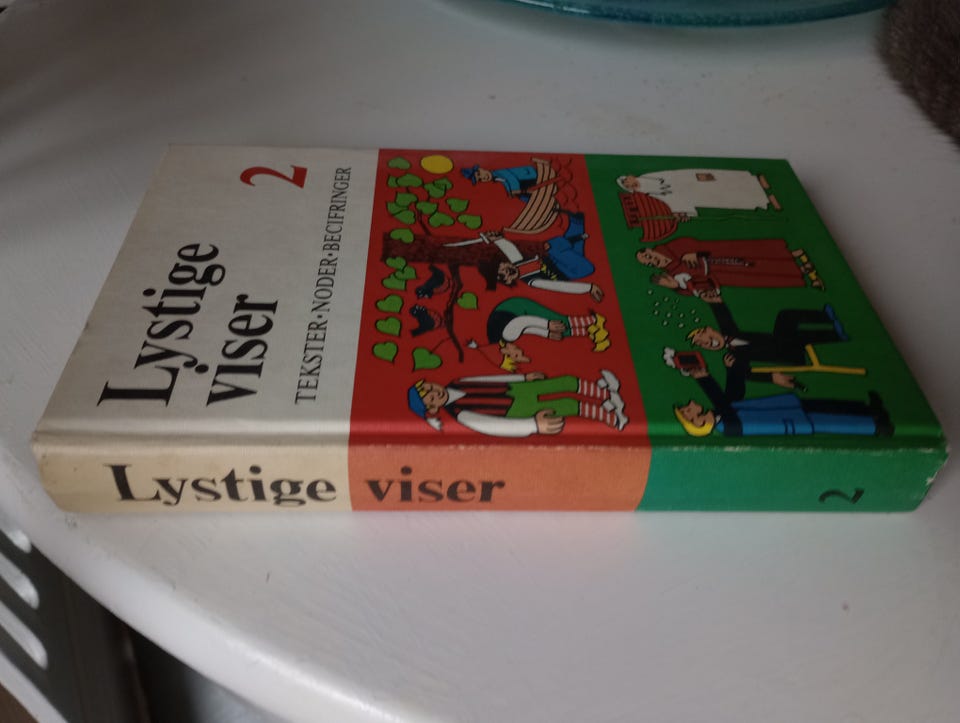 Lystige
viser
2
TEKSTER·NODER·BECIFRINGER
Lystige viser
2